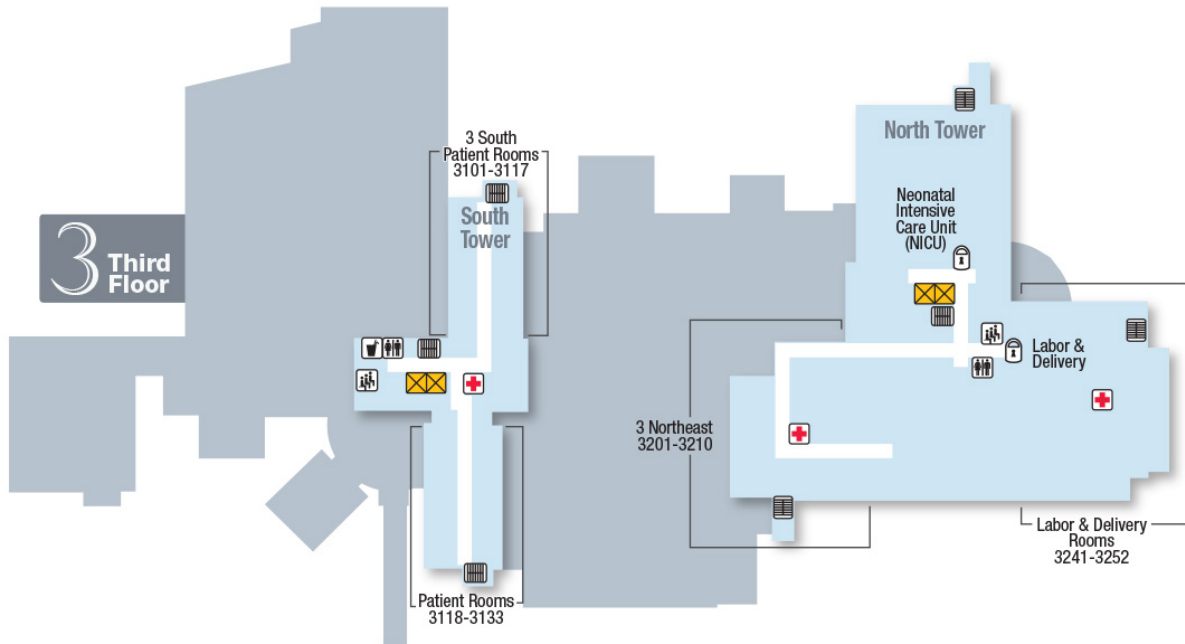 3 Third
Floor
3 South
Patient Rooms
3101-3117
South
Tower
Patient Rooms
3118-3133
North Tower
Neonatal
Intensive
Care Unit
(NICU)
Labor &
Delivery
3 Northeast
3201-3210
Labor & Delivery
Rooms
3241-3252